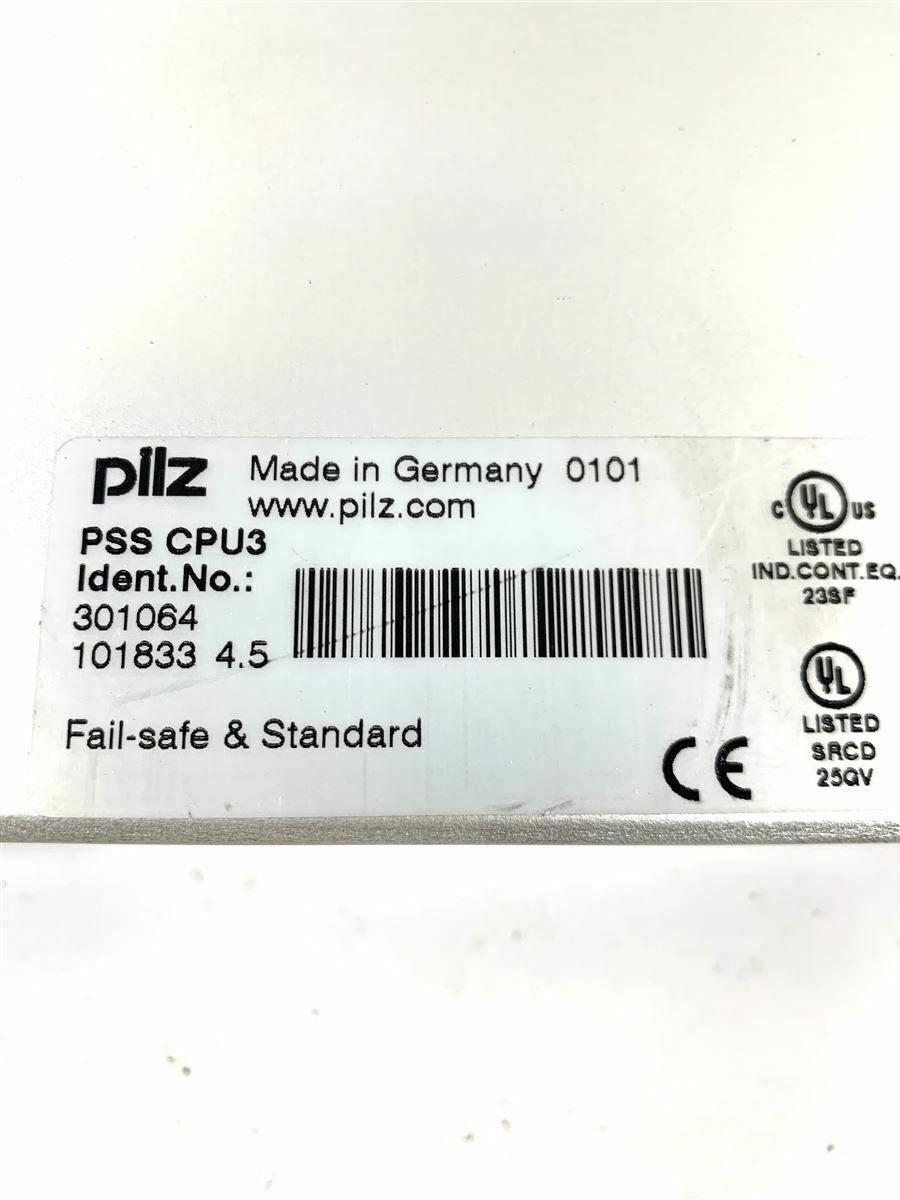 pilz
Made in Germany 0101
www.pilz.com
PSS CPU3
Ident.No.:
301064
101833 4.5
Fail-safe & Standard
C UL US
LISTED
IND.CONT.EQ.
23SF
UL
LISTED
SRCD
25GV
CE